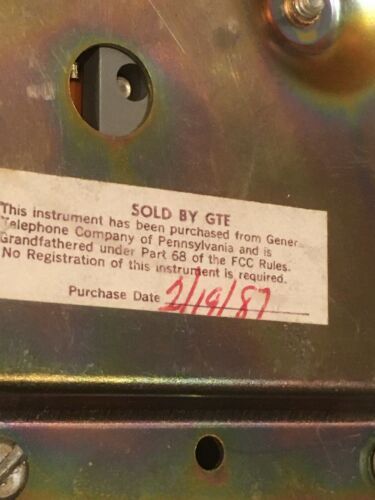 SOLD BY GTE
This instrument has been purchased from Gener
Telephone Company of Pennsylvania and is
Grandfathered under Part 68 of the FCC Rules.
No Registration of this instrument is required.
Purchase Date 2/19/87